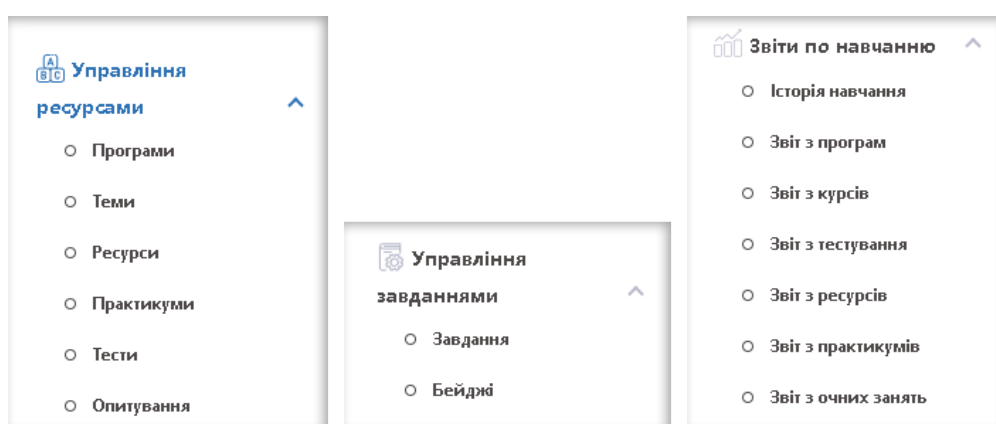 Управління
ресурсами
Програми
Теми
Ресурси
Практикуми
Тести
Опитування
Управління
завданнями
Завдання
Бейджі
Звіти по навчанню
Історія навчання
Звіт з програм
Звіт з курсів
Звіт з тестування
Звіт з ресурсів
Звіт з практикумів
Звіт з очних занять